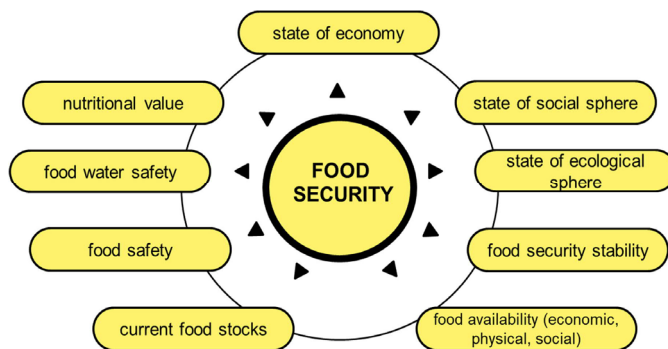 state of economy
nutritional value
state of social sphere
food water safety
FOOD
SECURITY
state of ecological
sphere
food safety
food security stability
current food stocks
food availability (economic,
physical, social)